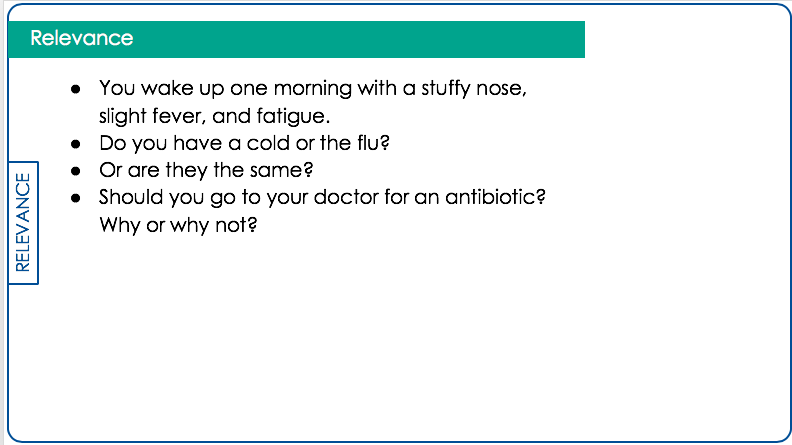 Relevance
● You wake up one morning with a stuffy nose,
slight fever, and fatigue.
● Do you have a cold or the flu?
● Or are they the same?
● Should you go to your doctor for an antibiotic?
Why or why not?
RELEVANCE